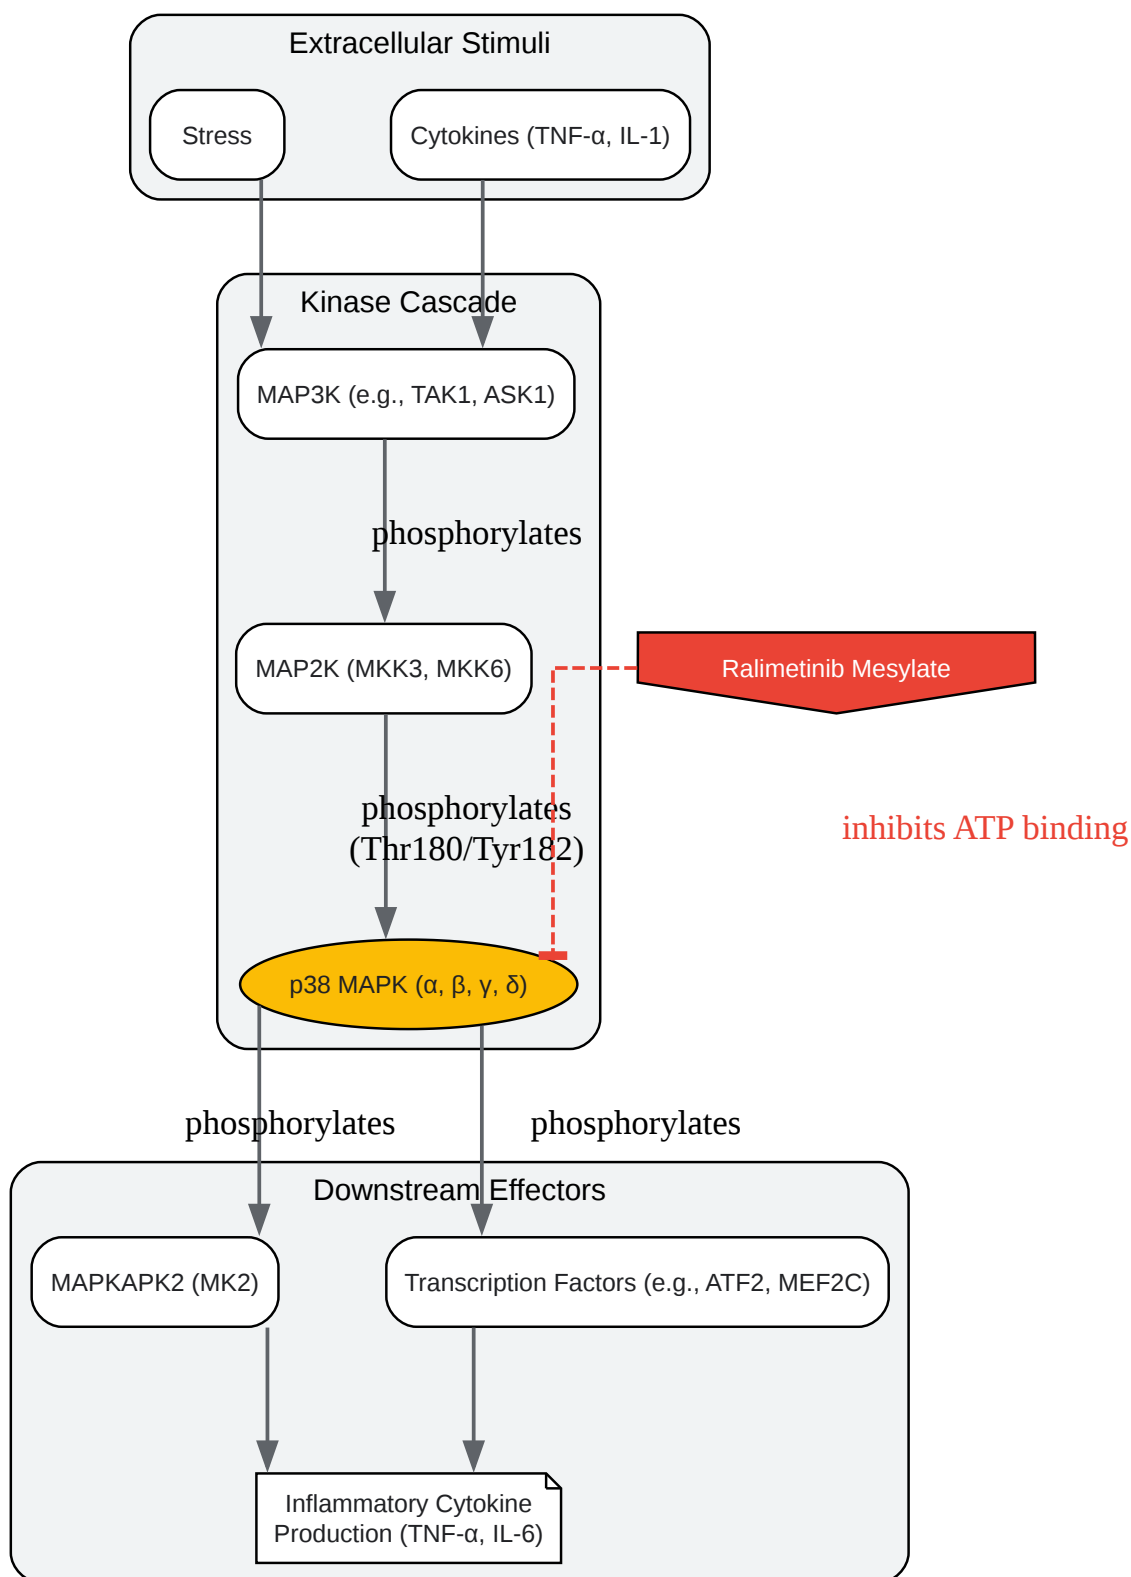 Extracellular Stimuli
Stress
Cytokines (TNF-α, IL-1)
Kinase Cascade
MAP3K (e.g., TAK1, ASK1)
phosphorylates
MAP2K (MKK3, MKK6)
Ralimetinib Mesylate
phosphorylates
(Thr180/Tyr182)
inhibits ATP binding
p38 MAPK (α, β, γ, δ)
phosphorylates
phosphorylates
Downstream Effectors
MAPKAPK2 (MK2)
Transcription Factors (e.g., ATF2, MEF2C)
Inflammatory Cytokine
Production (TNF-α, IL-6)